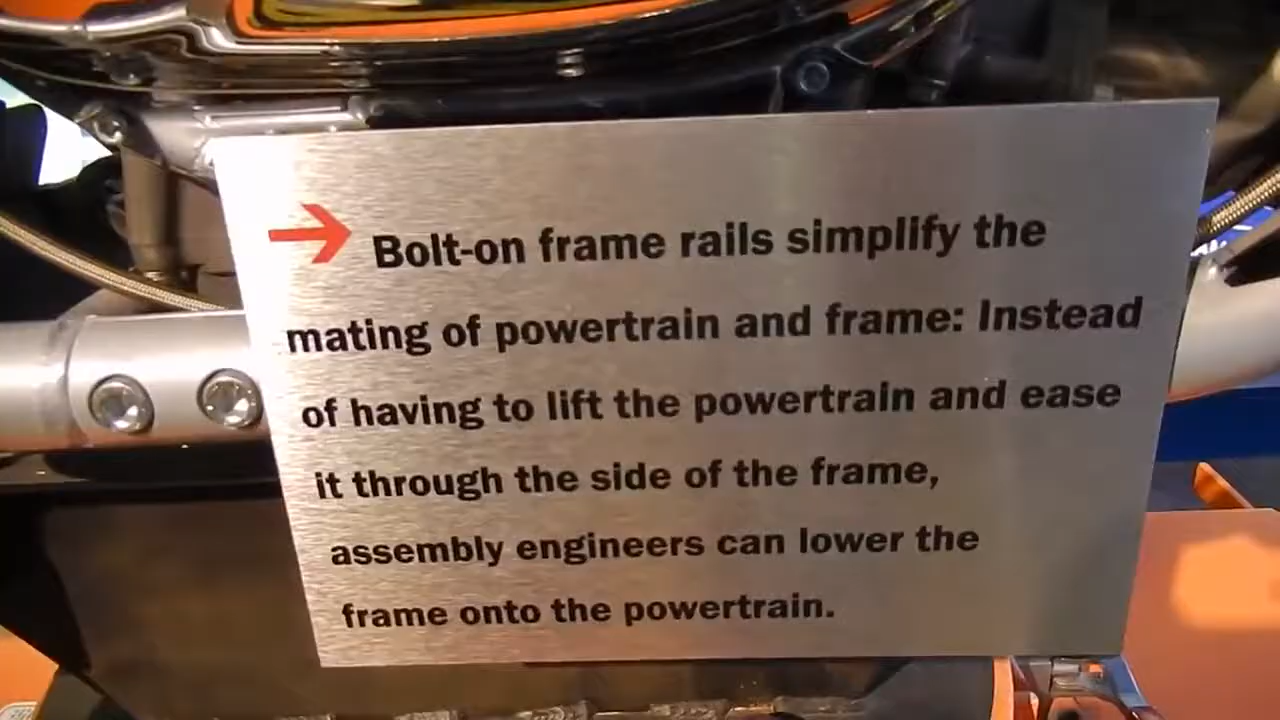 Bolt-on frame rails simplify the
mating of powertrain and frame: Instead
of having to lift the powertrain and ease
it through the side of the frame,
assembly engineers can lower the
frame onto the powertrain.